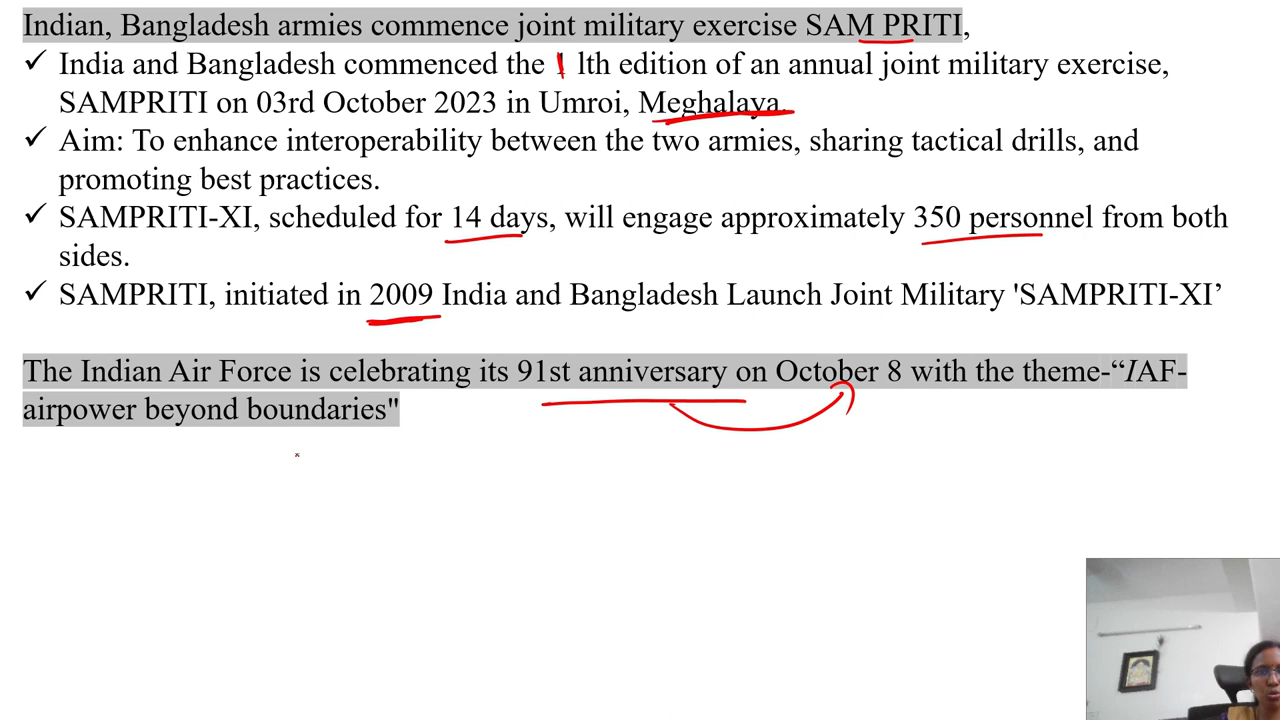 Indian, Bangladesh armies commence joint military exercise SAM PRITI,
✓ India and Bangladesh commenced the 1 lth edition of an annual joint military exercise,
SAMPRITI on 03rd October 2023 in Umroi, Meghalaya.
✓ Aim: To enhance interoperability between the two armies, sharing tactical drills, and
promoting best practices.
✓ SAMPRITI-XI, scheduled for 14 days, will engage approximately 350 personnel from both
sides.
✓ SAMPRITI, initiated in 2009 India and Bangladesh Launch Joint Military 'SAMPRITI-XI’
The Indian Air Force is celebrating its 91st anniversary on October 8 with the theme-“IAF-
airpower beyond boundaries"